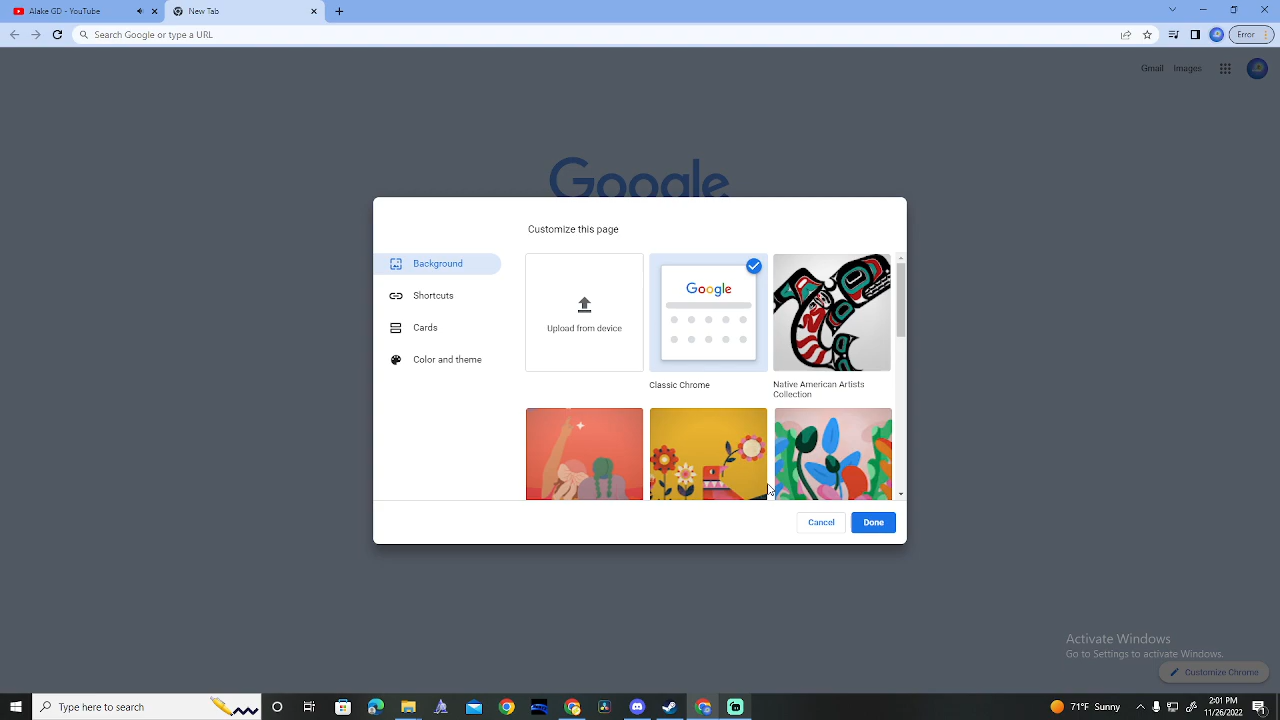 Alake GD - YouTube
New Tab
Search Google or type a URL
Error
Gmail Images
Google
Customize this page
Background
Shortcuts
Cards
Color and theme
Upload from device
Google
Classic Chrome
Native American Artists
Collection
Cancel
Done
Activate Windows
Go to Settings to activate Windows.
Customize Chrome
Type here to search
71°F Sunny
2:01 PM
11/26/2022